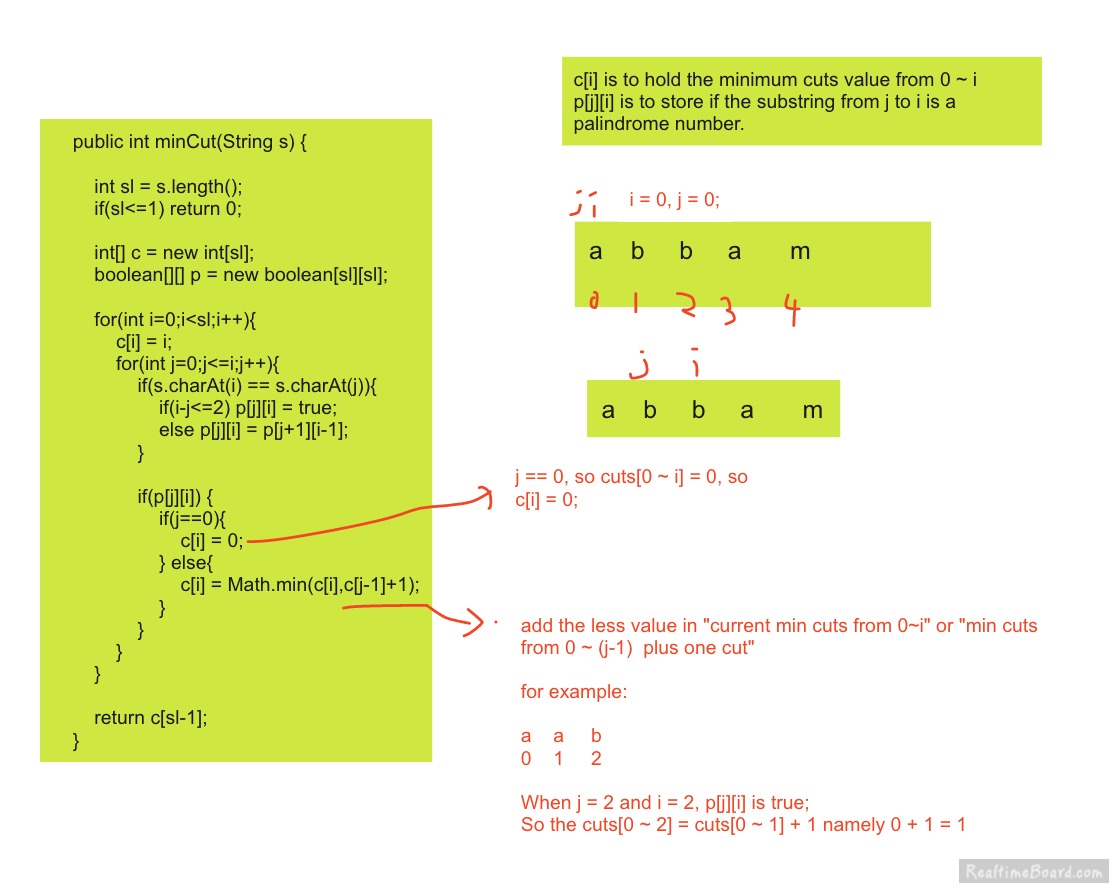 public int minCut(String s) {
int sl = s.length();
if(sl<=1) return 0;
int[] c = new int[sl];
boolean[][] p = new boolean[sl][sl];
for(int i=0;i<sl;i++){
c[i] = i;
for(int j=0;j<=i;j++){
if(s.charAt(i) == s.charAt(j)){
if(i-j<=2) p[j][i] = true;
else p[j][i] = p[j+1][i-1];
}
if(p[j][i]) {
if(j==0){
c[i] = 0;
} else{
c[i] = Math.min(c[i],c[j-1]+1);
}
}
}
}
return c[sl-1];
}
c[i] is to hold the minimum cuts value from 0 ~ i
p[j][i] is to store if the substring from j to i is a
palindrome number.
j i i = 0, j = 0;
a b b a m
0 1 2 3 4
j i
a b b a m
j == 0, so cuts[0 ~ i] = 0, so
c[i] = 0;
add the less value in "current min cuts from 0~i" or "min cuts
from 0 ~ (j-1) plus one cut"
for example:
a a b
0 1 2
When j = 2 and i = 2, p[j][i] is true;
So the cuts[0 ~ 2] = cuts[0 ~ 1] + 1 namely 0 + 1 = 1
RealtimeBoard.com